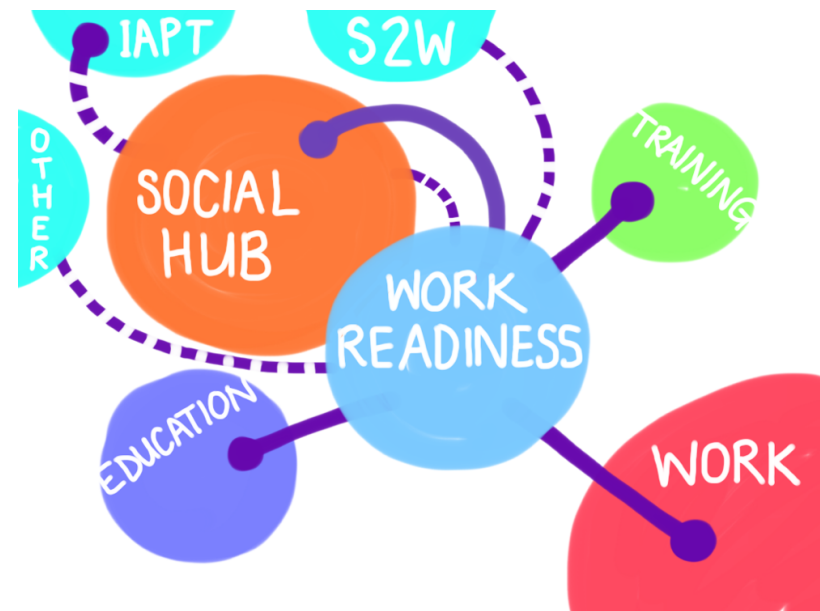 IAPT
S2W
OTHER
SOCIAL
HUB
TRAINING
WORK
READINESS
EDUCATION
WORK